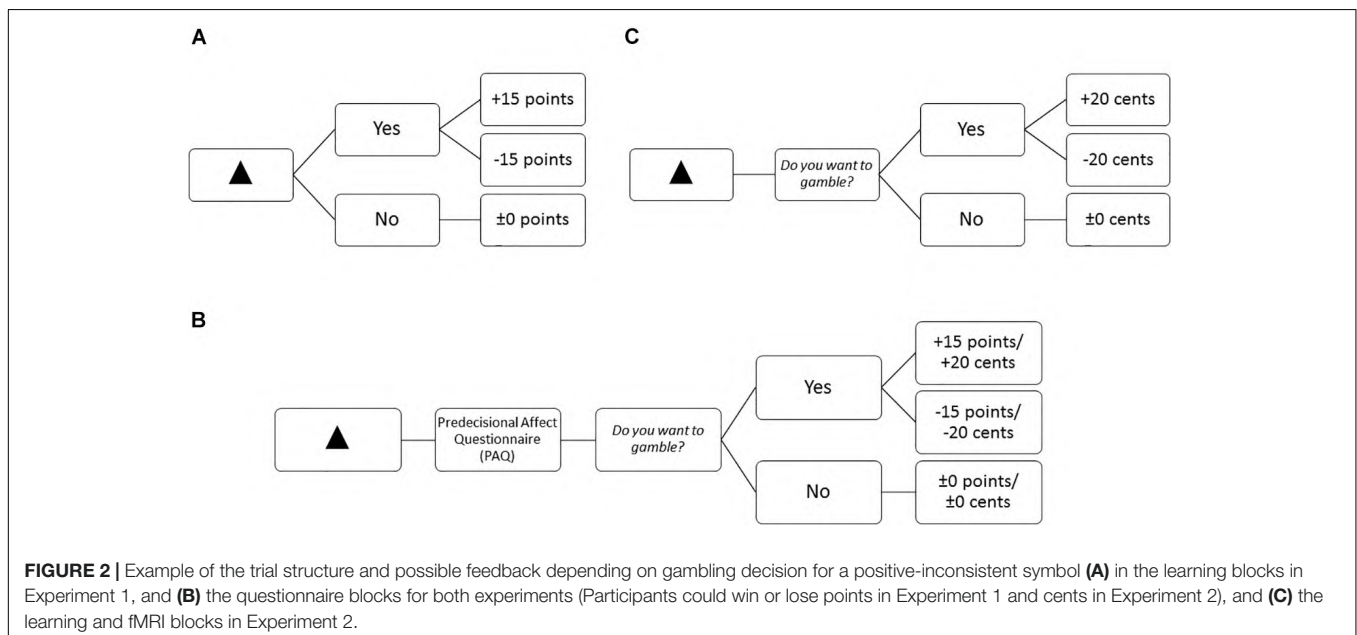 A
Yes
No
+15 points
-15 points
±0 points
C
Do you want to
gamble?
Yes
No
+20 cents
-20 cents
±0 cents
B
Predecisional Affect
Questionnaire
(PAQ)
Do you want to
gamble?
Yes
No
+15 points/
+20 cents
-15 points/
-20 cents
±0 points/
±0 cents
FIGURE 2 | Example of the trial structure and possible feedback depending on gambling decision for a positive-inconsistent symbol (A) in the learning blocks in
Experiment 1, and (B) the questionnaire blocks for both experiments (Participants could win or lose points in Experiment 1 and cents in Experiment 2), and (C) the
learning and fMRI blocks in Experiment 2.